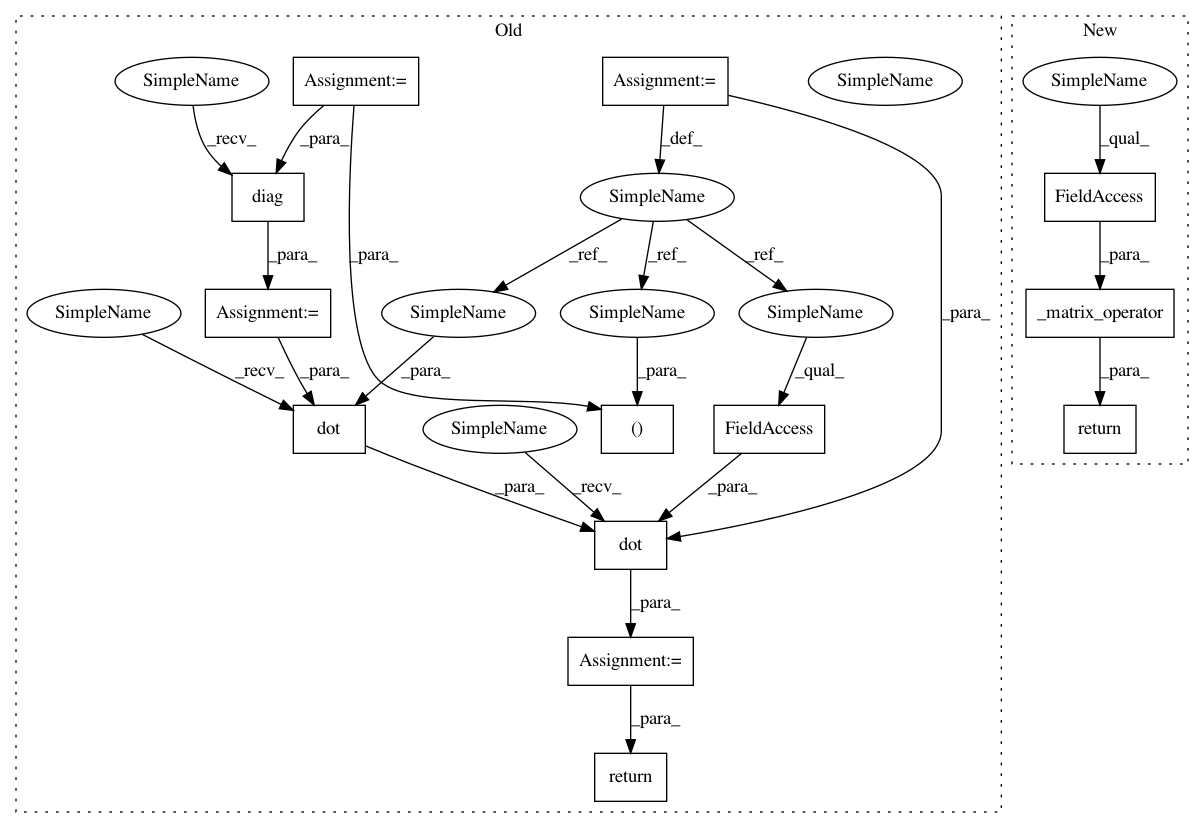 Old
New
SimpleName
Assignment:=
Assignment:=
SimpleName
SimpleName
_recv_
_para_
_def_
_qual_
diag
SimpleName
FieldAccess
_para_
_para_
_ref_
_ref_
_ref_
_para_
SimpleName
Assignment:=
SimpleName
SimpleName
SimpleName
_para_
_matrix_operator
_recv_
_para_
_para_
_para_
_qual_
_para_
dot
SimpleName
()
FieldAccess
return
_para_
_recv_
_para_
dot
_para_
Assignment:=
_para_
return